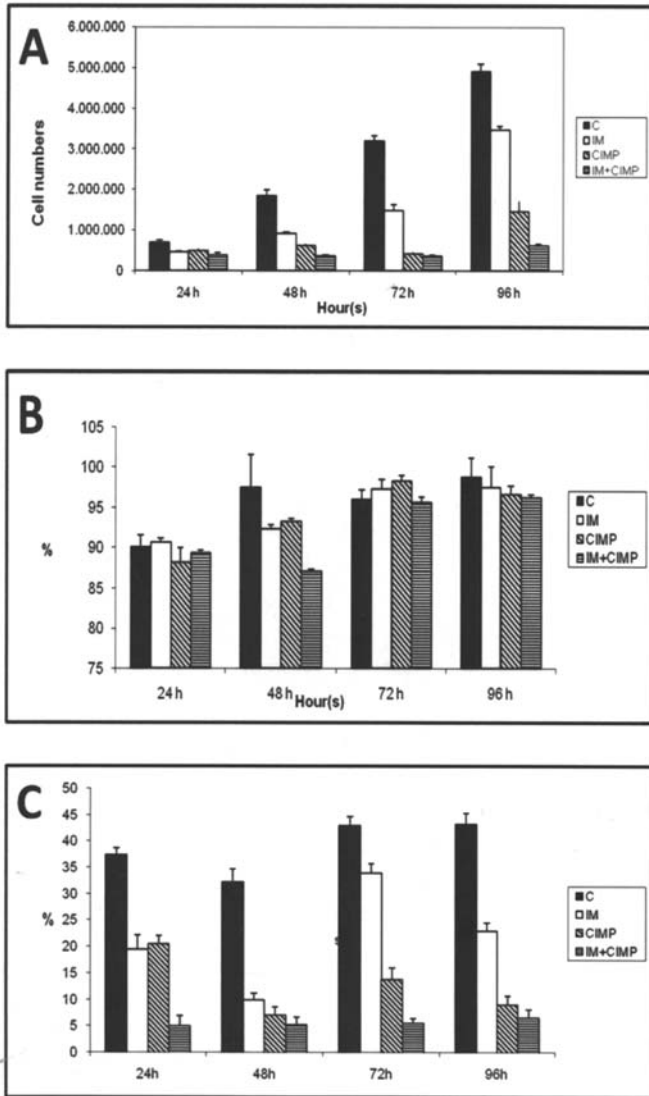 A
6.000.000
5.000.000
4.000.000
3.000.000
2.000.000
1.000.000
0
Cell numbers
24h
48h
72h
96h
Hour(s)
C
IM
CIMP
IM+CIMP
B
105
100
95
90
85
80
75
%
24h
48h
72h
96h
Hour(s)
C
IM
CIMP
IM+CIMP
C
50
45
40
35
30
25
20
15
10
5
0
%
24h
48h
72h
96h
C
IM
CIMP
IM+CIMP